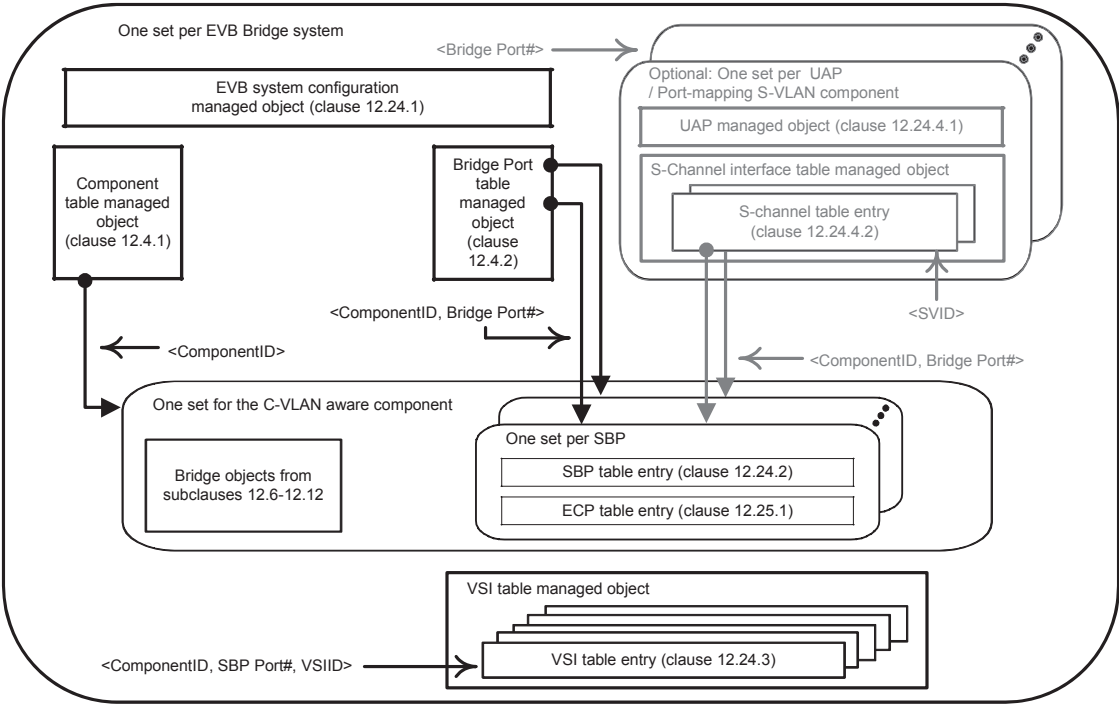 One set per EVB Bridge system
<Bridge Port#>
Optional: One set per UAP
/ Port-mapping S-VLAN component
EVB system configuration
managed object (clause 12.24.1)
UAP managed object (clause 12.24.4.1)
Component
table managed
object
(clause 12.4.1)
Bridge Port
table
managed
object
(clause
12.4.2)
S-Channel interface table managed object
S-channel table entry
(clause 12.24.4.2)
<ComponentID, Bridge Port#>
<SVID>
<ComponentID>
<ComponentID, Bridge Port#>
One set for the C-VLAN aware component
One set per SBP
Bridge objects from
subclauses 12.6-12.12
SBP table entry (clause 12.24.2)
ECP table entry (clause 12.25.1)
VSI table managed object
<ComponentID, SBP Port#, VSIID>
VSI table entry (clause 12.24.3)